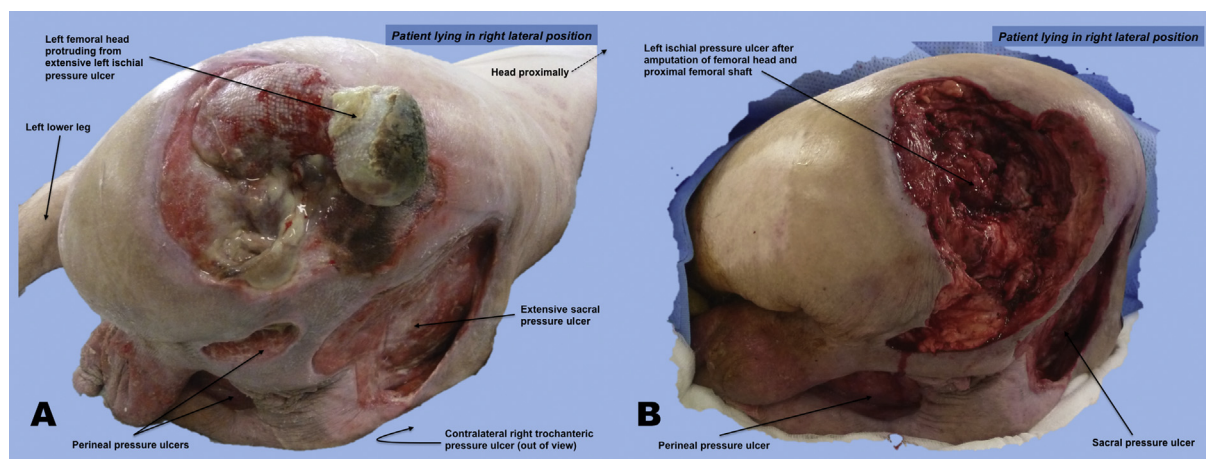 Patient lying in right lateral position
Left femoral head
protruding from
extensive left ischial
pressure ulcer
Head proximally
Left lower leg
Extensive sacral
pressure ulcer
Perineal pressure ulcers
Contralateral right trochanteric
pressure ulcer (out of view)
A
Patient lying in right lateral position
Left ischial pressure ulcer after
amputation of femoral head and
proximal femoral shaft
Perineal pressure ulcer
Sacral pressure ulcer
B